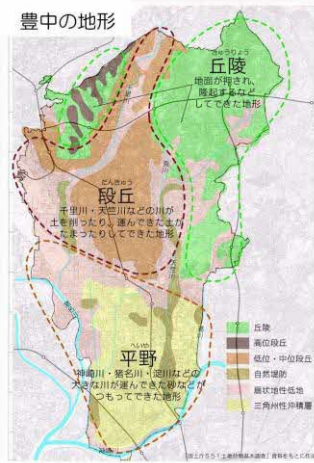 豊中の地形
きゅうりょう
丘陵
地面が押され、
隆起するなど
してできた地形
だんきゅう
段丘
千里川・天竺川などの川が
土を削ったり、運んできた土が
たまったりしてできた地形
へいや
平野
神崎川・猪名川・淀川などの
大きな川が運んできた砂などが
つもってできた地形
丘陵
高位段丘
低位・中位段丘
自然堤防
扇状地性低地
三角州性沖積層